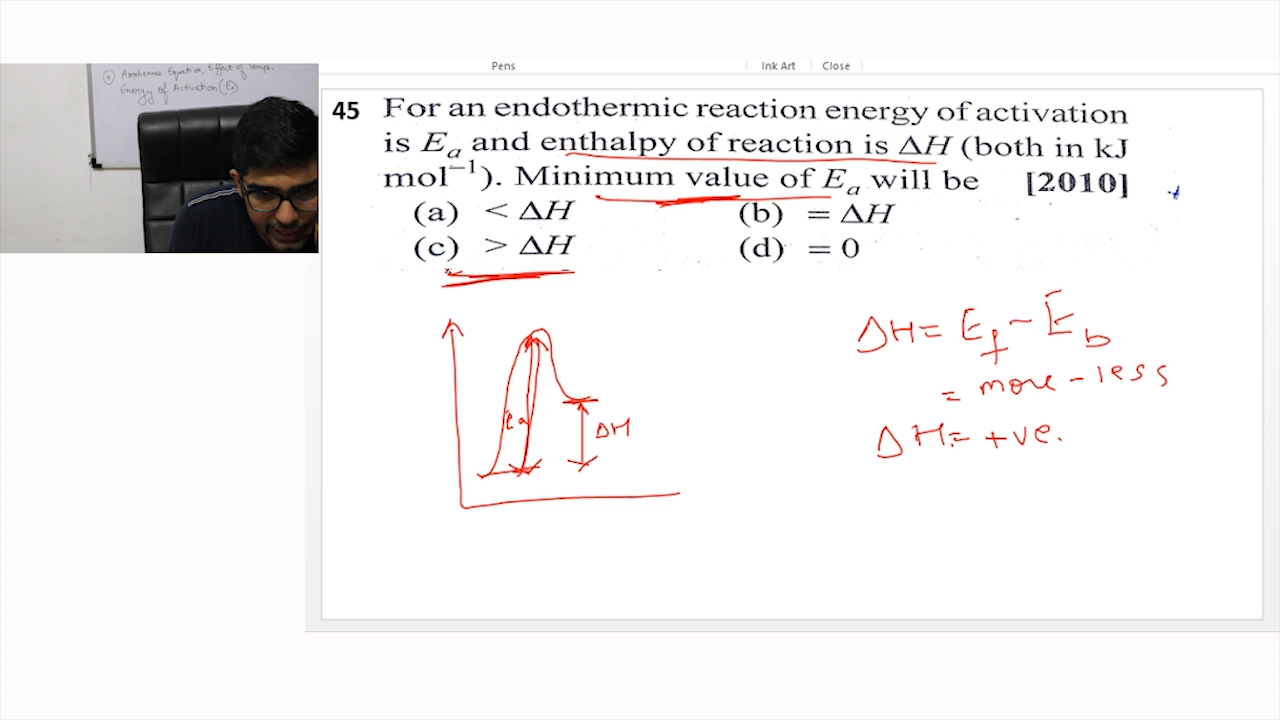 Pens Ink Art Close
Arrhenius Equation, Effect of temp.
Energy of Activation (Ea)
45 For an endothermic reaction energy of activation
is Ea and enthalpy of reaction is ΔH (both in kJ
mol⁻¹). Minimum value of Ea will be [2010]
(a) < ΔH (b) = ΔH
(c) > ΔH (d) = 0
Ea
ΔH
ΔH = Ef - Eb
= more - less
ΔH = +ve.